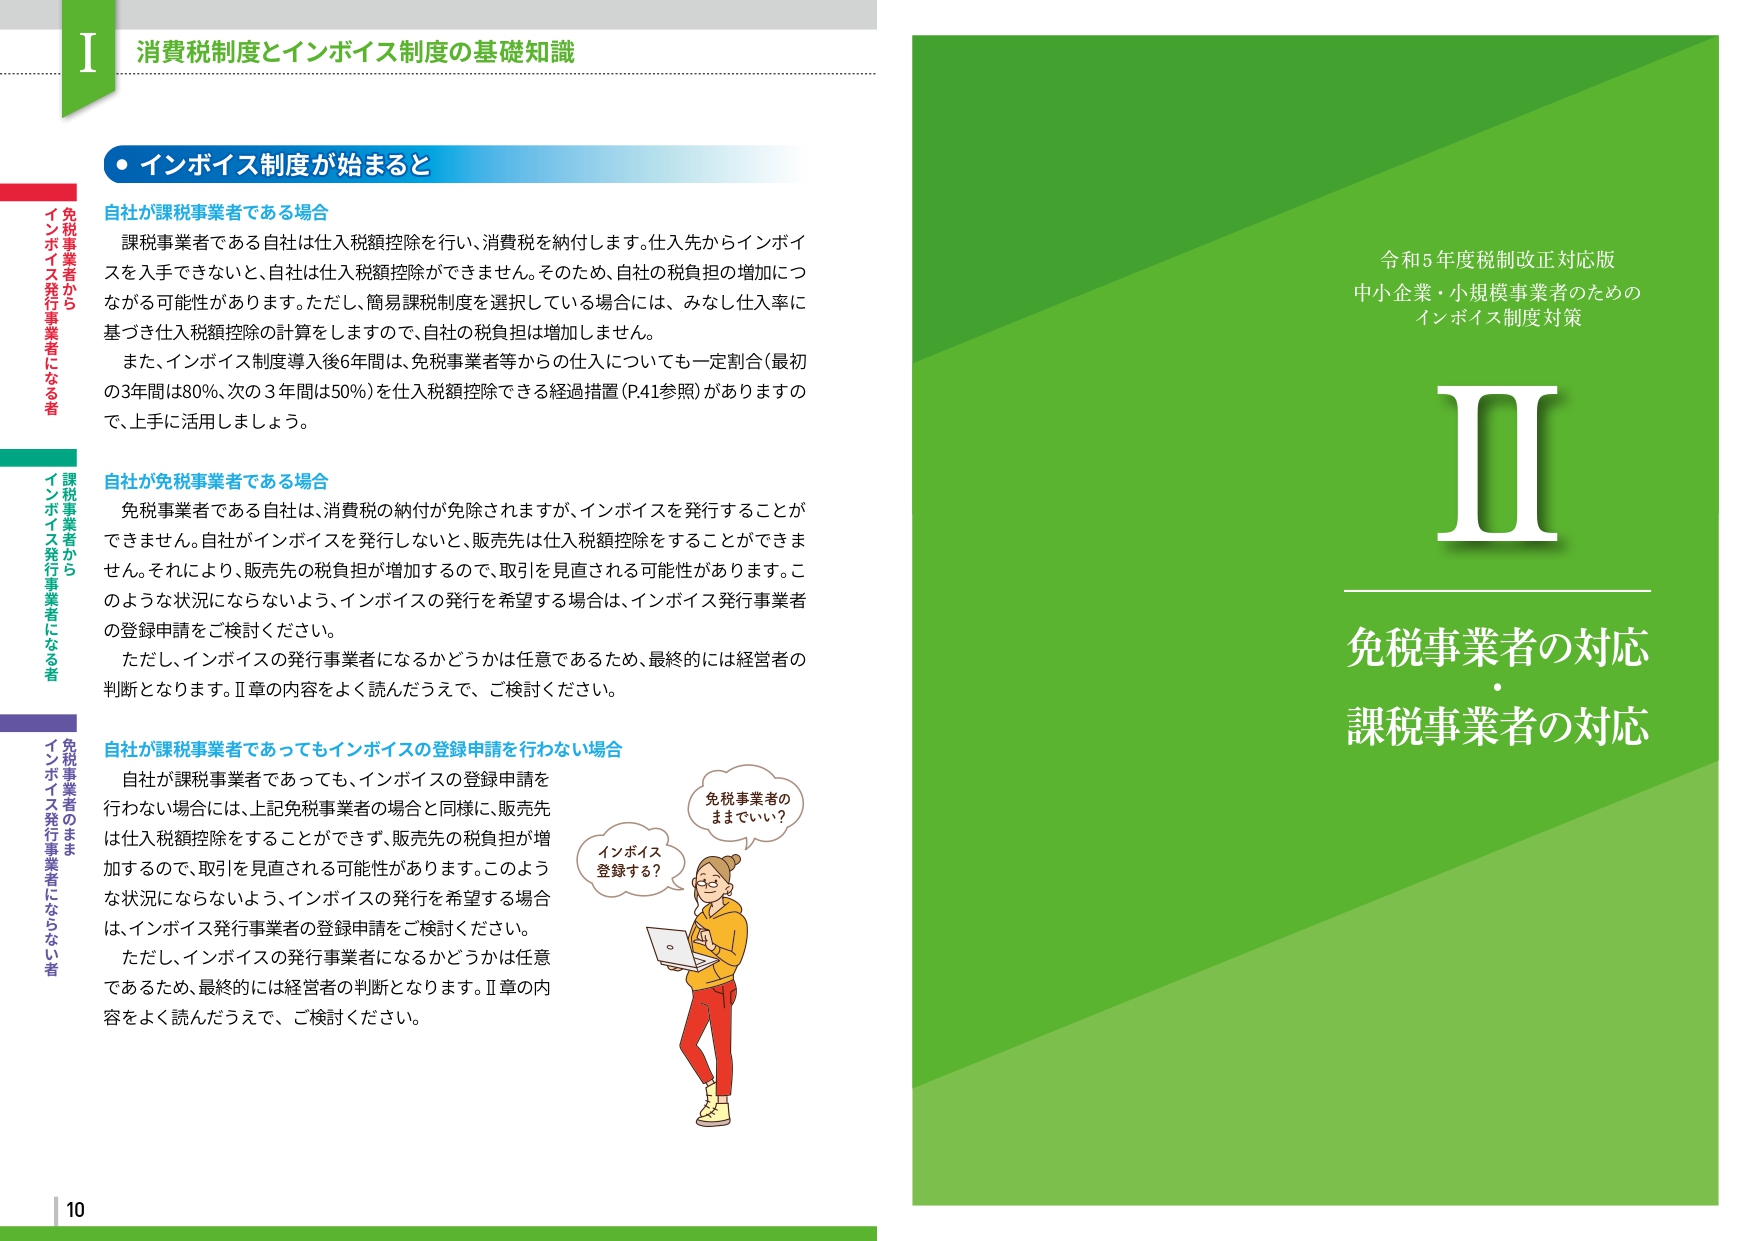 I
消費税制度とインボイス制度の基礎知識
● インボイス制度が始まると
自社が課税事業者である場合
　課税事業者である自社は仕入税額控除を行い、消費税を納付します。仕入先からインボイ
スを入手できないと、自社は仕入税額控除ができません。そのため、自社の税負担の増加につ
ながる可能性があります。ただし、簡易課税制度を選択している場合には、みなし仕入率に
基づき仕入税額控除の計算をしますので、自社の税負担は増加しません。
　また、インボイス制度導入後6年間は、免税事業者等からの仕入についても一定割合（最初
の3年間は80％、次の３年間は50％）を仕入税額控除できる経過措置（P.41参照）がありますの
で、上手に活用しましょう。
自社が免税事業者である場合
　免税事業者である自社は、消費税の納付が免除されますが、インボイスを発行することが
できません。自社がインボイスを発行しないと、販売先は仕入税額控除をすることができま
せん。それにより、販売先の税負担が増加するので、取引を見直される可能性があります。こ
のような状況にならないよう、インボイスの発行を希望する場合は、インボイス発行事業者
の登録申請をご検討ください。
　ただし、インボイスの発行事業者になるかどうかは任意であるため、最終的には経営者の
判断となります。Ⅱ章の内容をよく読んだうえで、ご検討ください。
自社が課税事業者であってもインボイスの登録申請を行わない場合
　自社が課税事業者であっても、インボイスの登録申請を
行わない場合には、上記免税事業者の場合と同様に、販売先
は仕入税額控除をすることができず、販売先の税負担が増
加するので、取引を見直される可能性があります。このよう
な状況にならないよう、インボイスの発行を希望する場合
は、インボイス発行事業者の登録申請をご検討ください。
　ただし、インボイスの発行事業者になるかどうかは任意
であるため、最終的には経営者の判断となります。Ⅱ章の内
容をよく読んだうえで、ご検討ください。
免税事業者の
ままでいい？
インボイス
登録する？
免税事業者から
インボイス発行事業者になる者
課税事業者から
インボイス発行事業者になる者
免税事業者のまま
インボイス発行事業者にならない者
10
令和5年度税制改正対応版
中小企業・小規模事業者のための
インボイス制度対策
Ⅱ
免税事業者の対応
・
課税事業者の対応